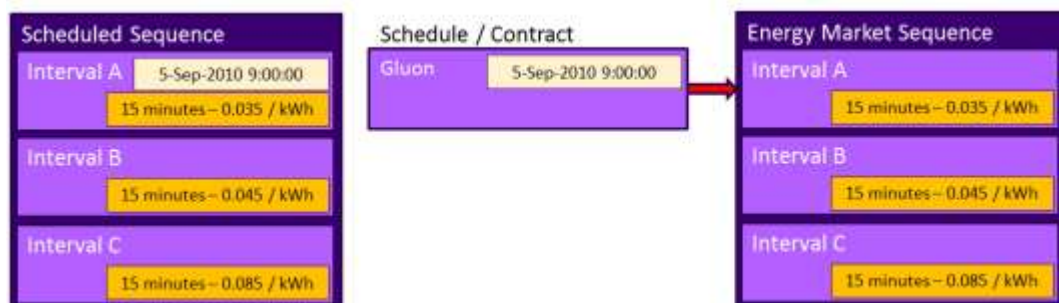 Scheduled Sequence
Interval A
5-Sep-2010 9:00:00
15 minutes – 0.035 / kWh
Interval B
15 minutes – 0.045 / kWh
Interval C
15 minutes – 0.085 / kWh
Schedule / Contract
Gluon
5-Sep-2010 9:00:00
Energy Market Sequence
Interval A
15 minutes – 0.035 / kWh
Interval B
15 minutes – 0.045 / kWh
Interval C
15 minutes – 0.085 / kWh